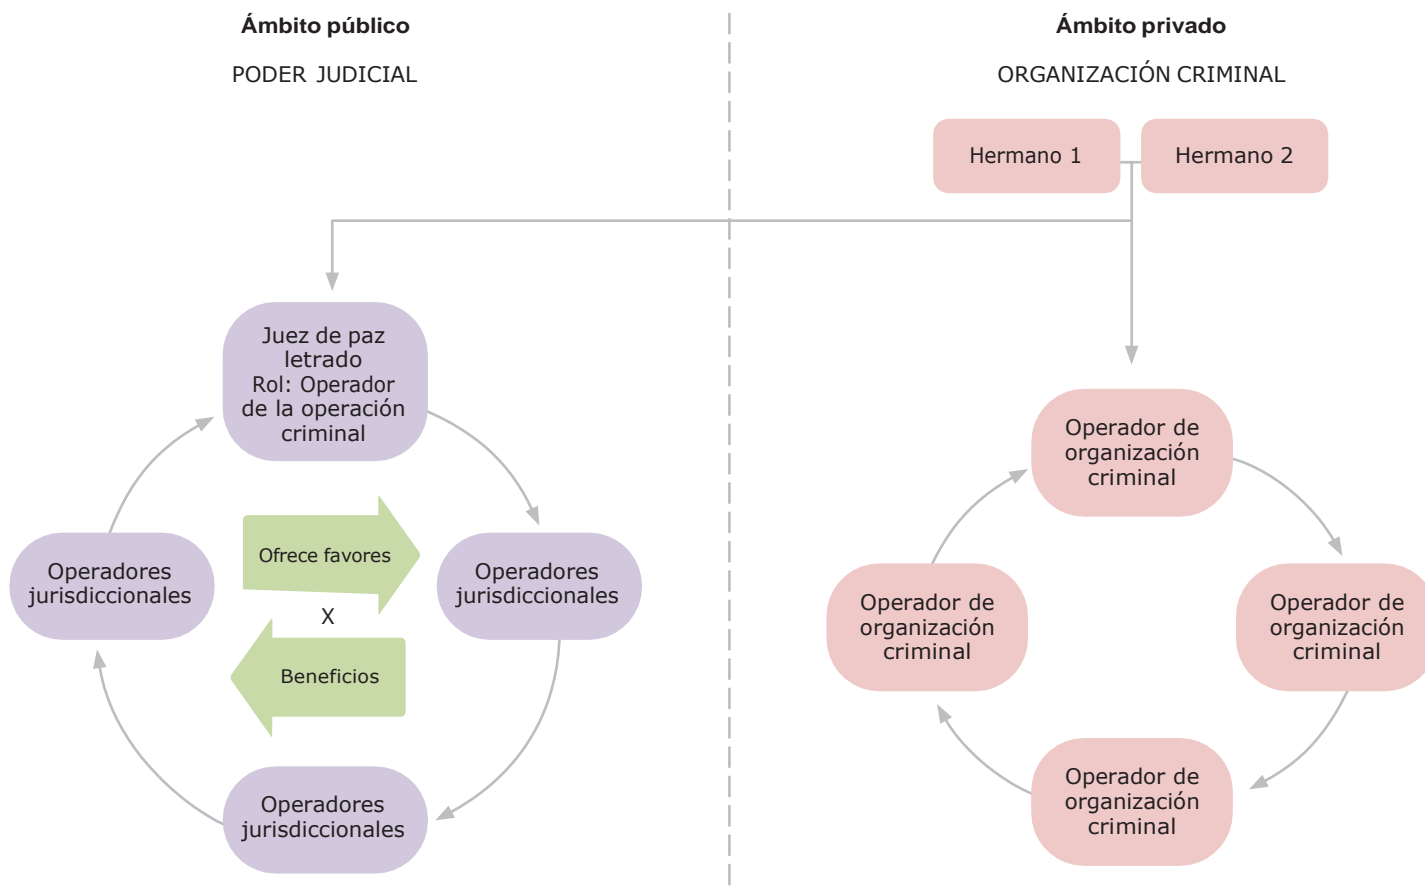 Ámbito público
PODER JUDICIAL
Ámbito privado
ORGANIZACIÓN CRIMINAL
Hermano 1
Hermano 2
Juez de paz
letrado
Rol: Operador
de la operación
criminal
Operadores
jurisdiccionales
Ofrece favores
X
Beneficios
Operadores
jurisdiccionales
Operadores
jurisdiccionales
Operador de
organización
criminal
Operador de
organización
criminal
Operador de
organización
criminal
Operador de
organización
criminal